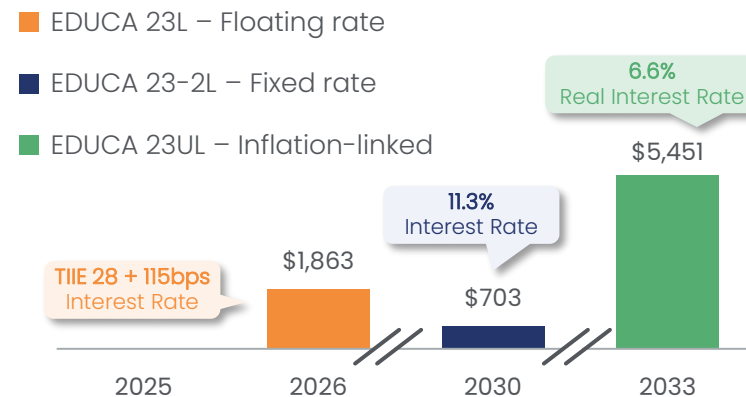 EDUCA 23L – Floating rate
EDUCA 23-2L – Fixed rate
EDUCA 23UL – Inflation-linked
6.6%
Real Interest Rate
$5,451
11.3%
Interest Rate
$1,863
TIIE 28 + 115bps
Interest Rate
$703
2025
2026
2030
2033